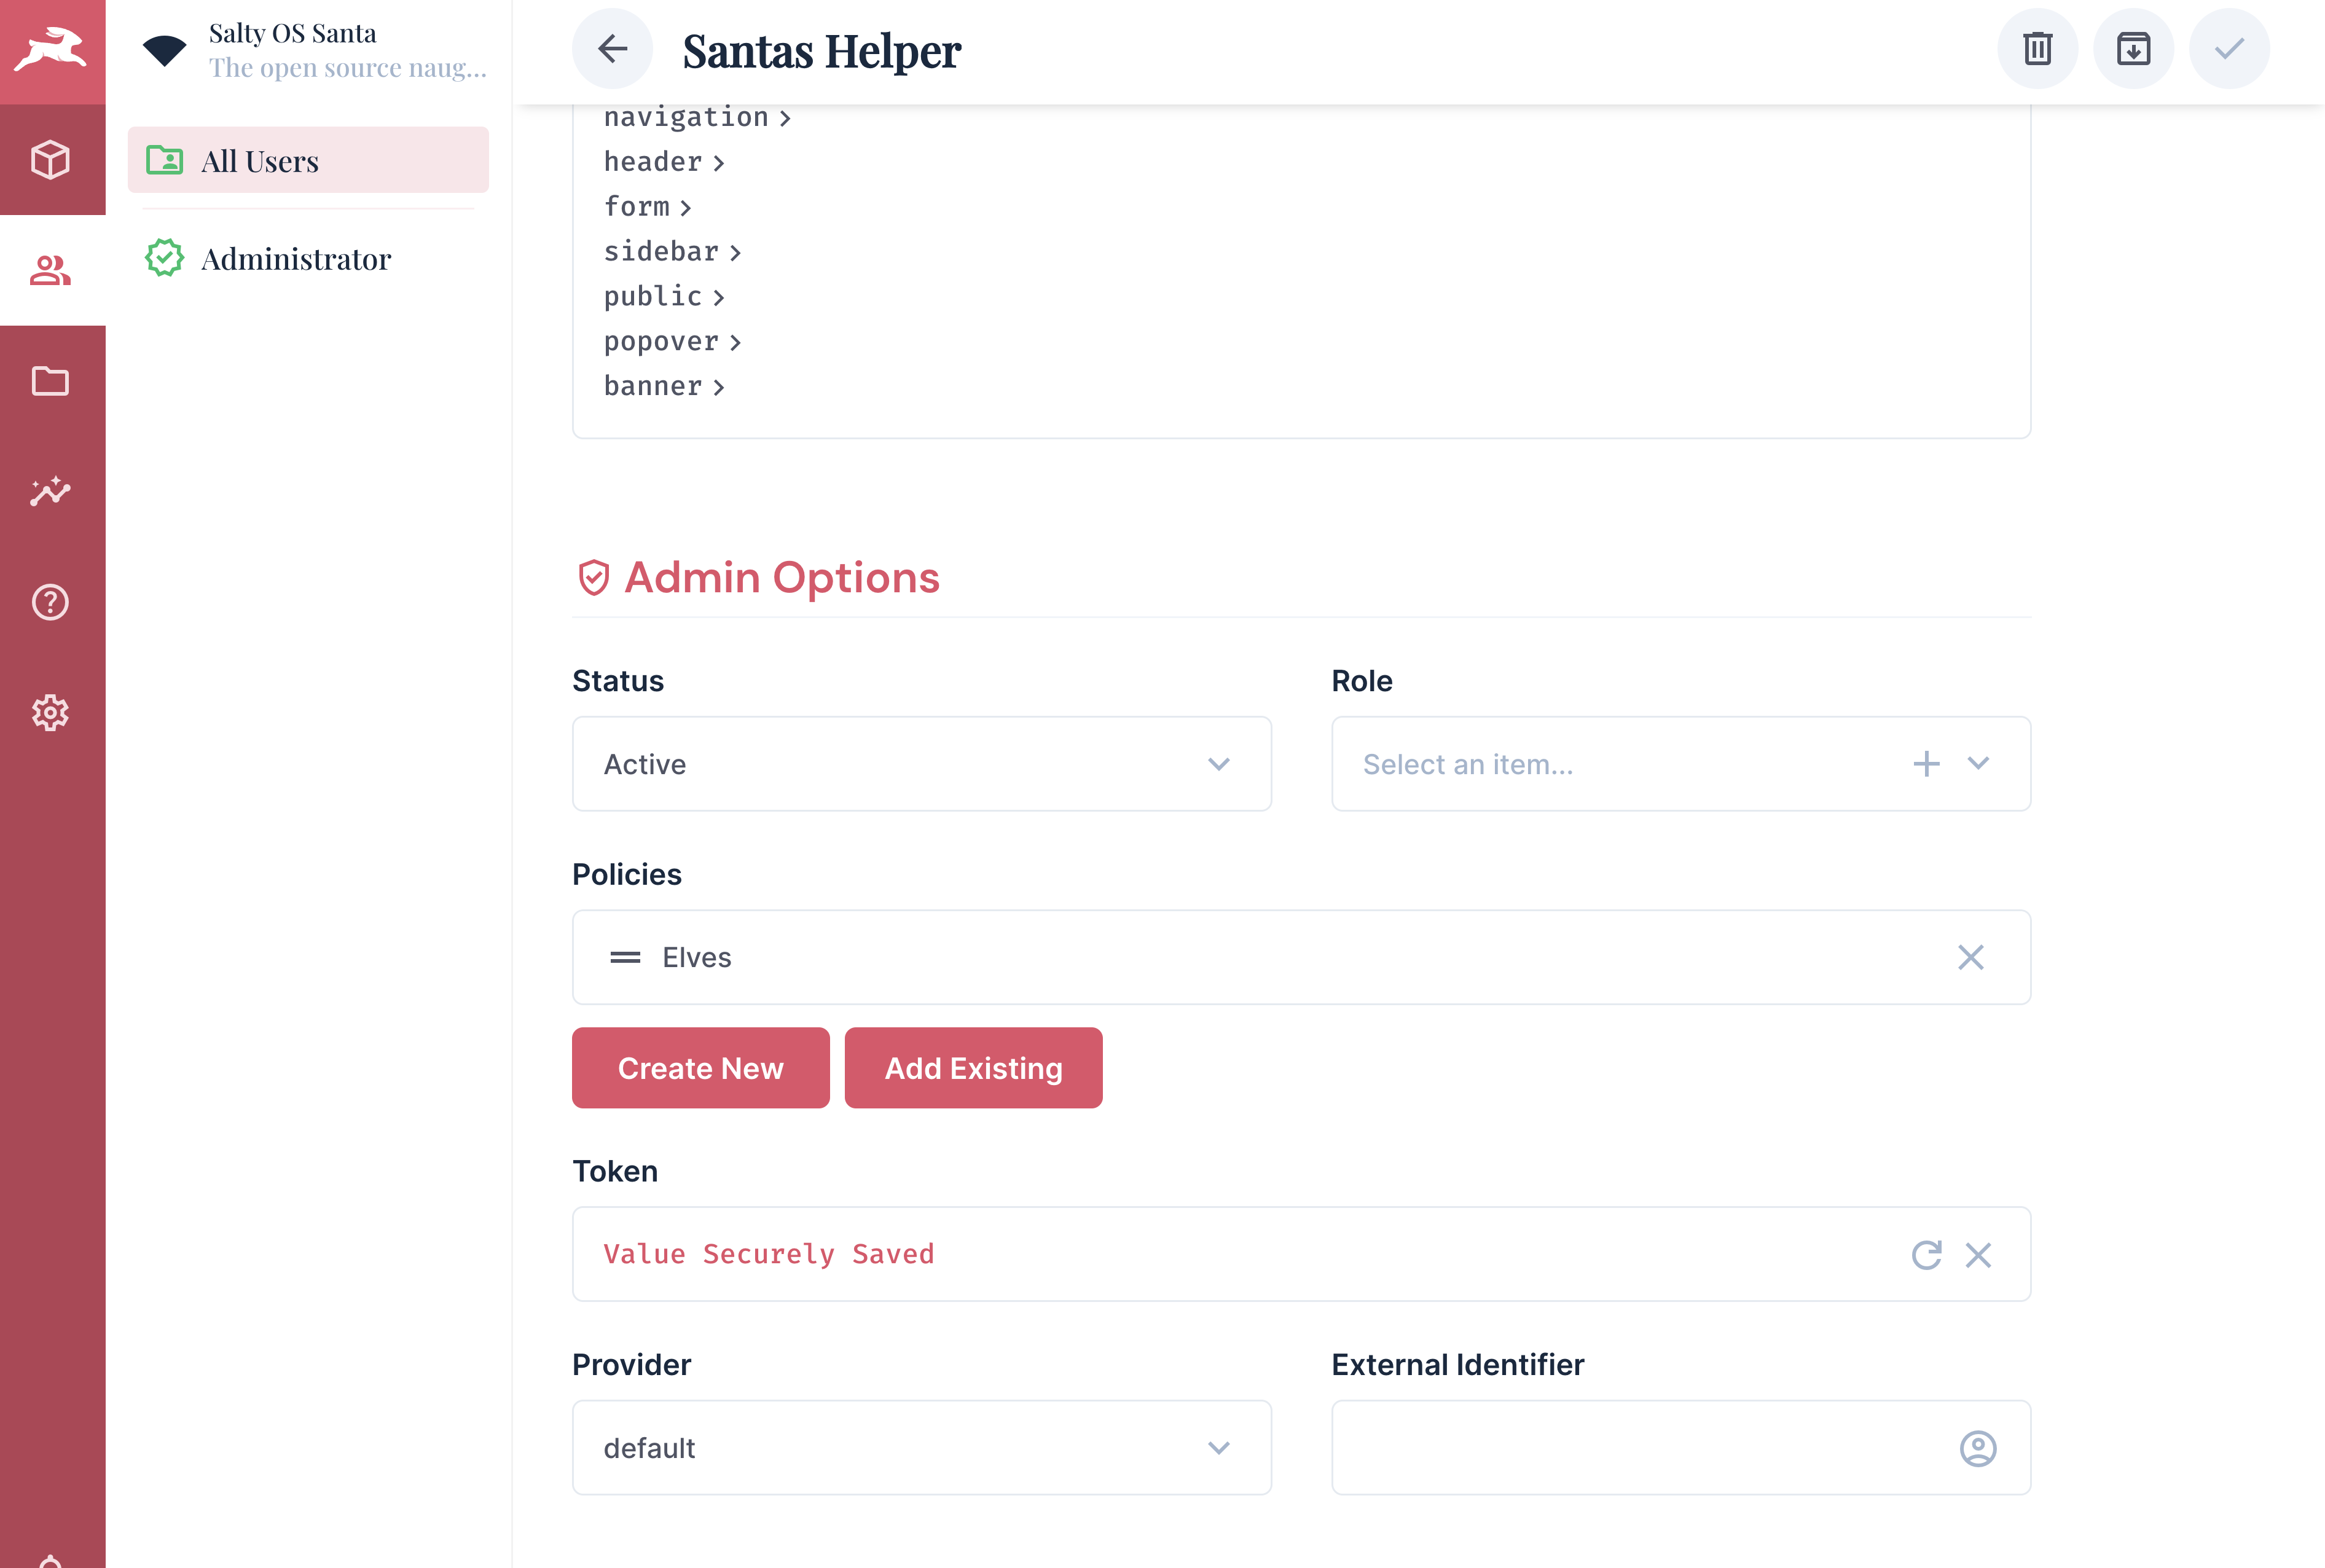 Salty OS Santa
The open source naug...
All Users
Administrator
Santas Helper
navigation
header
form
sidebar
public
popover
banner
Admin Options
Status
Role
Active
Select an item...
Policies
Elves
Create New
Add Existing
Token
Value Securely Saved
Provider
External Identifier
default